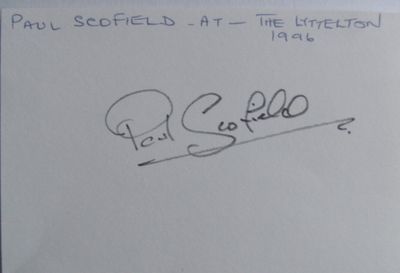 PAUL SCOFIELD - AT - THE LYTTELTON
1996
Paul Scofield